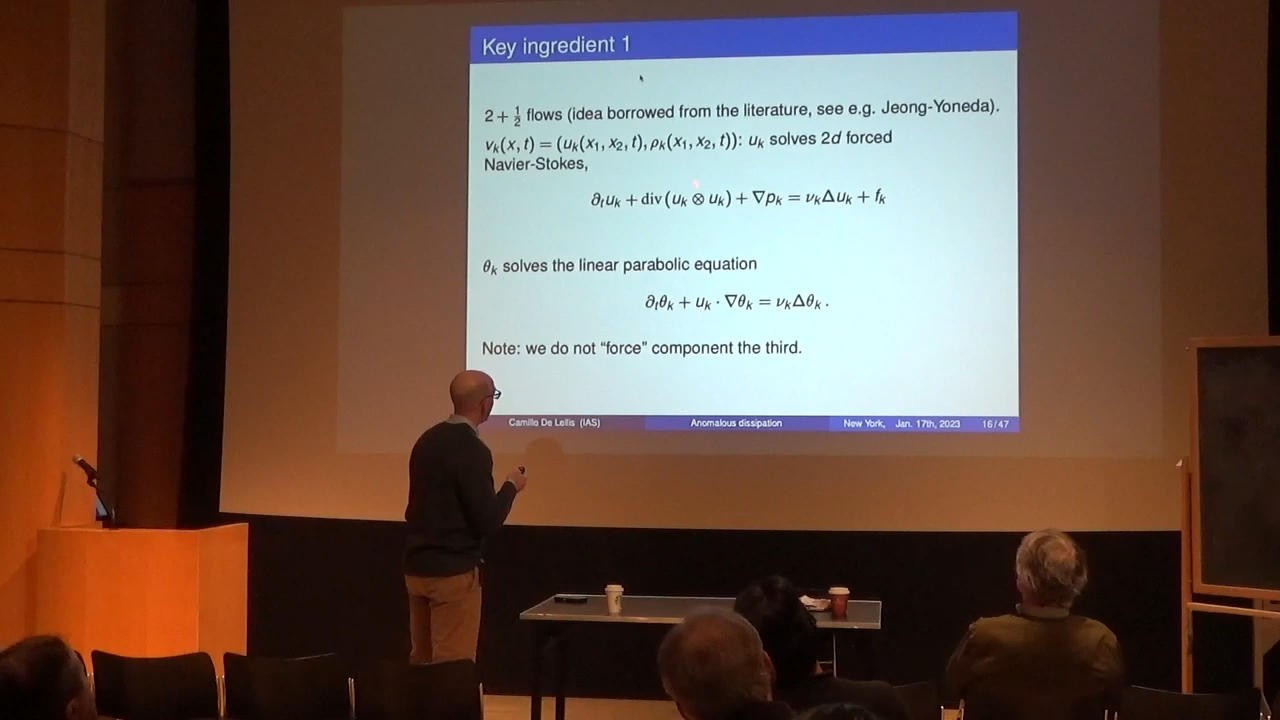 Key ingredient 1
2 + 1/2 flows (idea borrowed from the literature, see e.g. Jeong-Yoneda).
vₖ(x, t) = (uₖ(x₁, x₂, t), ρₖ(x₁, x₂, t)): uₖ solves 2d forced
Navier-Stokes,
∂ₜuₖ + div (uₖ ⊗ uₖ) + ∇pₖ = νₖΔuₖ + fₖ
θₖ solves the linear parabolic equation
∂ₜθₖ + uₖ · ∇θₖ = νₖΔθₖ .
Note: we do not “force” component the third.
Camillo De Lellis (IAS) Anomalous dissipation New York, Jan. 17th, 2023 16/47